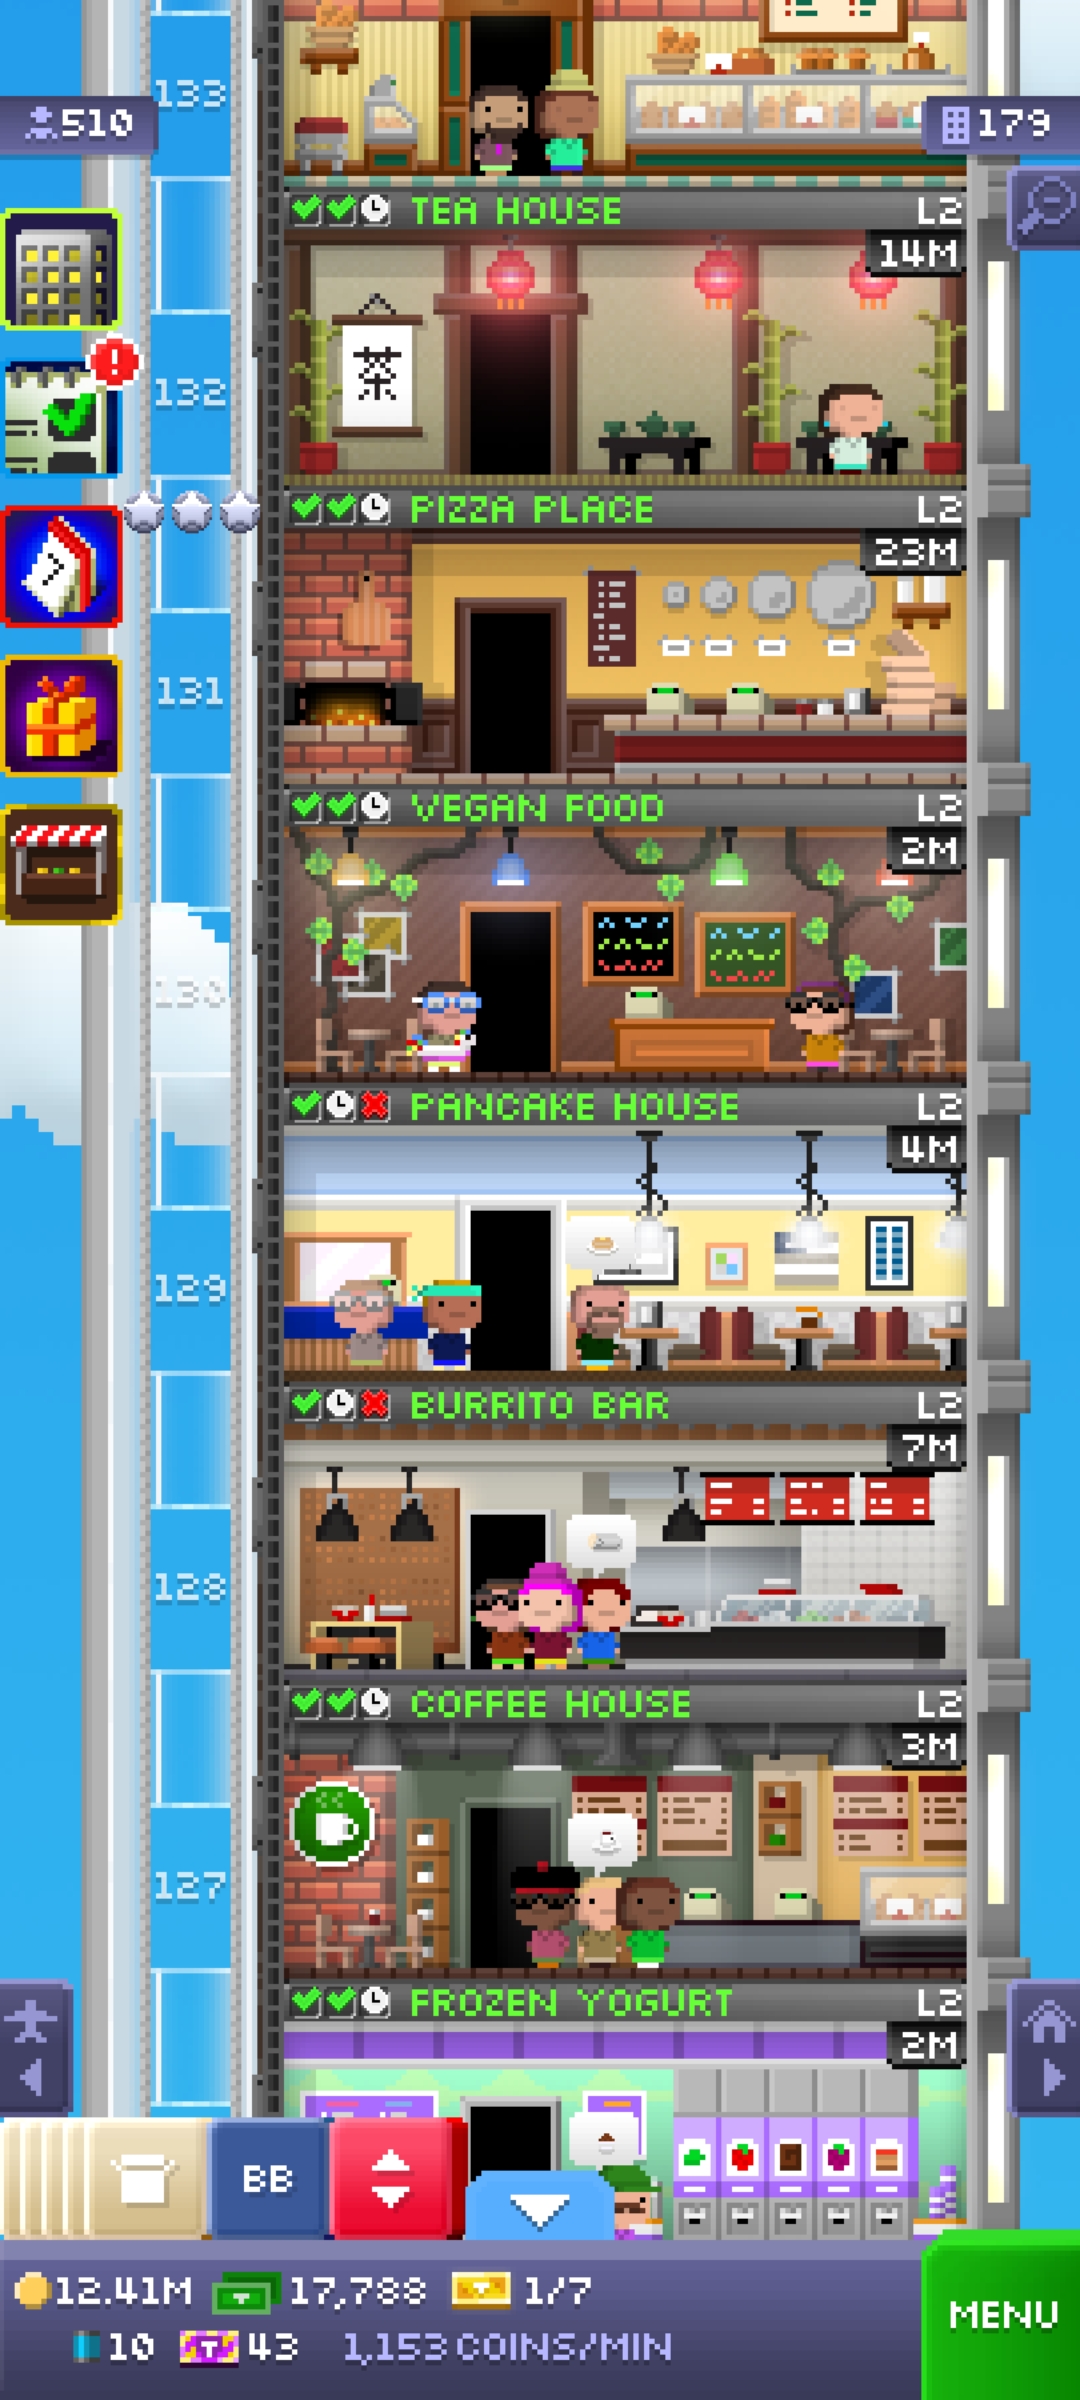 133
510
179
TEA HOUSE L2
14M
茶
132
7
PIZZA PLACE L2
23M
131
VEGAN FOOD L2
2M
130
PANCAKE HOUSE L2
4M
129
BURRITO BAR L2
7M
128
COFFEE HOUSE L2
3M
127
FROZEN YOGURT L2
2M
BB
12.41M 17,788 1/7
MENU
10 T 43 1,153 COINS/MIN